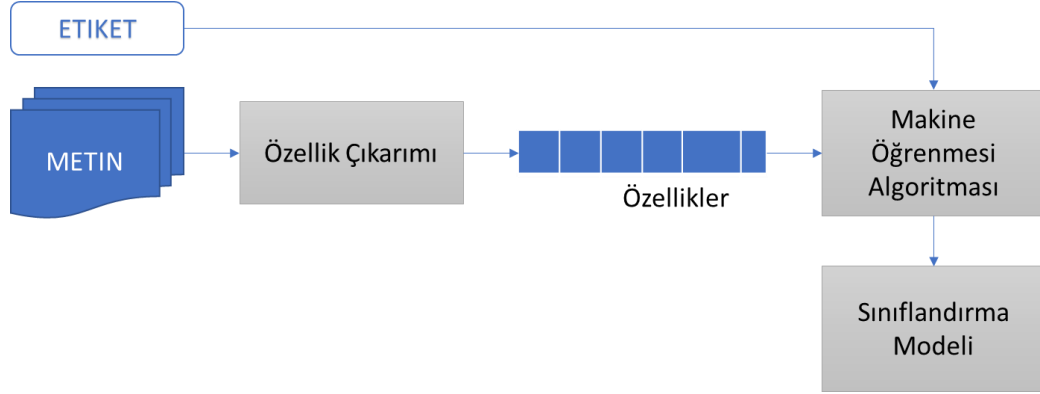 ETIKET
METIN
Özellik Çıkarımı
Özellikler
Makine
Öğrenmesi
Algoritması
Sınıflandırma
Modeli